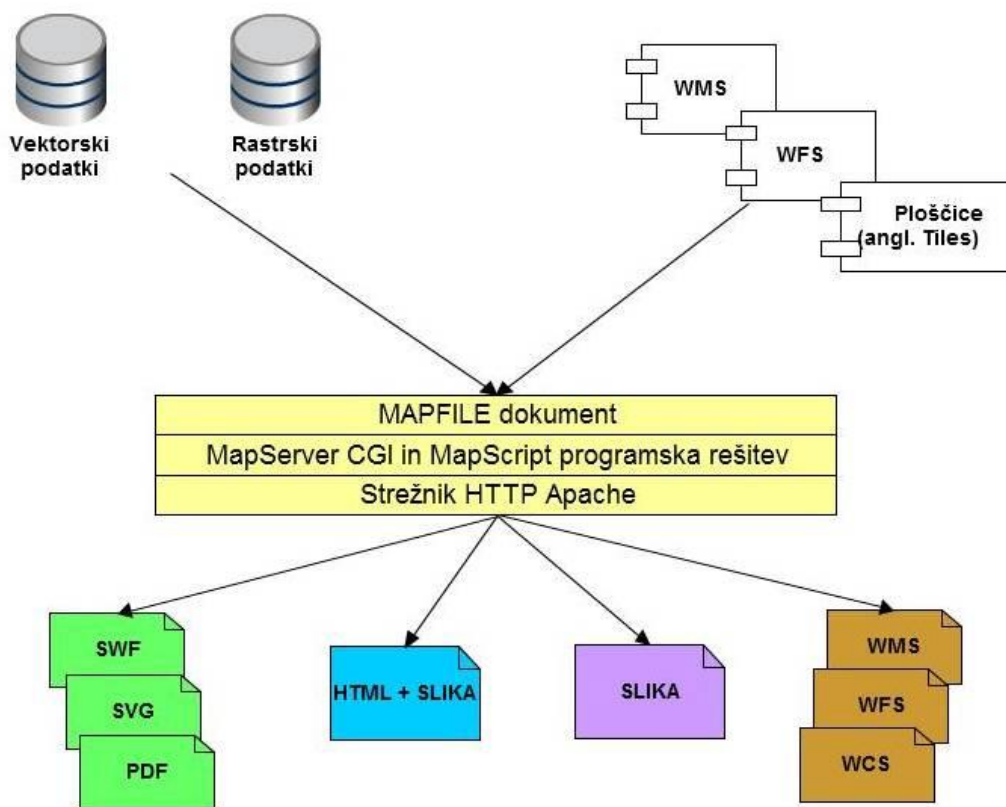 Vektorski
podatki
Rastrski
podatki
WMS
WFS
Ploščice
(angl. Tiles)
MAPFILE dokument
MapServer CGI in MapScript programska rešitev
Strežnik HTTP Apache
SWF
SVG
PDF
HTML + SLIKA
SLIKA
WMS
WFS
WCS